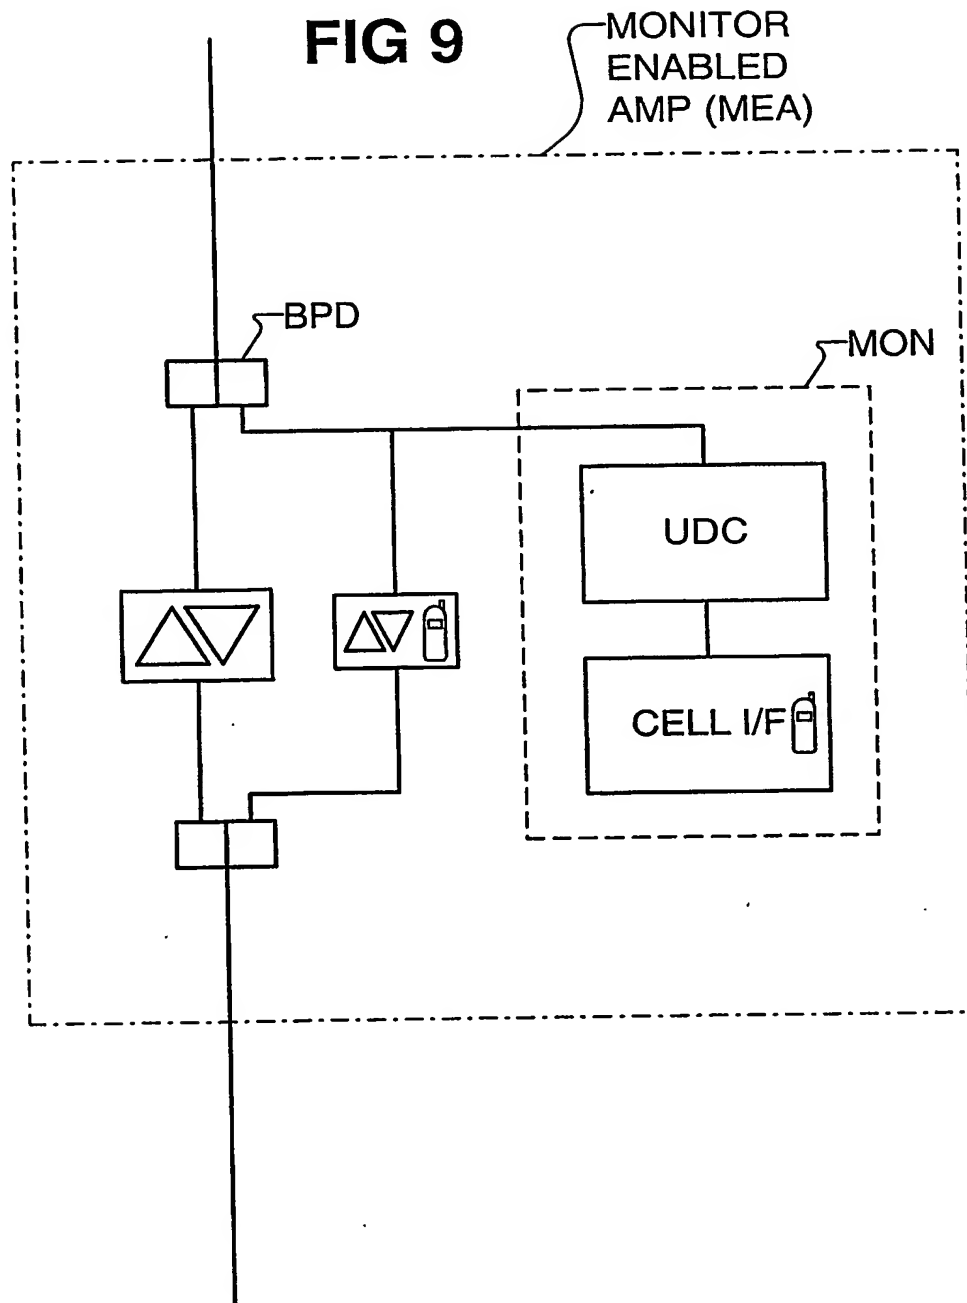 FIG 9
MONITOR
ENABLED
AMP (MEA)
BPD
MON
UDC
CELL I/F